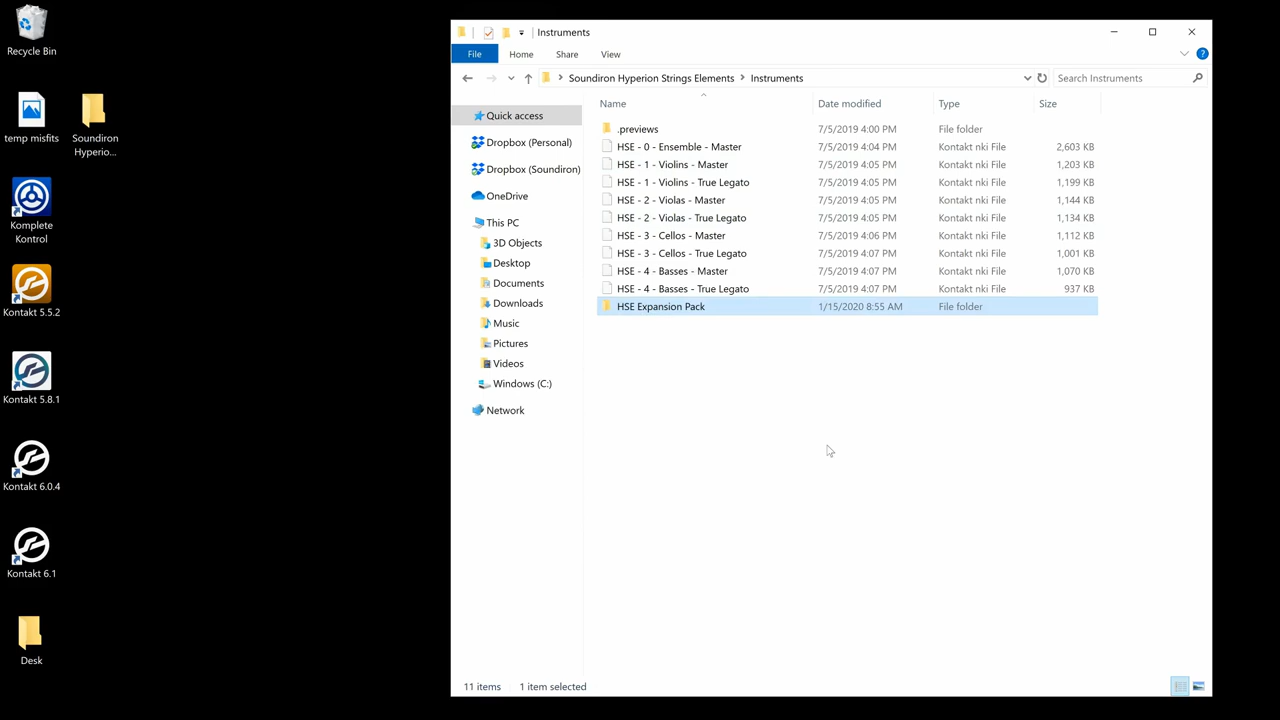 Recycle Bin
temp misfits
Soundiron
Hyperio...
Komplete
Kontrol
Kontakt 5.5.2
Kontakt 5.8.1
Kontakt 6.0.4
Kontakt 6.1
Desk
Instruments
File Home Share View
Soundiron Hyperion Strings Elements Instruments Search Instruments
Quick access
Dropbox (Personal)
Dropbox (Soundiron)
OneDrive
This PC
3D Objects
Desktop
Documents
Downloads
Music
Pictures
Videos
Windows (C:)
Network
Name Date modified Type Size
.previews 7/5/2019 4:00 PM File folder
HSE - 0 - Ensemble - Master 7/5/2019 4:04 PM Kontakt nki File 2,603 KB
HSE - 1 - Violins - Master 7/5/2019 4:05 PM Kontakt nki File 1,203 KB
HSE - 1 - Violins - True Legato 7/5/2019 4:05 PM Kontakt nki File 1,199 KB
HSE - 2 - Violas - Master 7/5/2019 4:05 PM Kontakt nki File 1,144 KB
HSE - 2 - Violas - True Legato 7/5/2019 4:05 PM Kontakt nki File 1,134 KB
HSE - 3 - Cellos - Master 7/5/2019 4:06 PM Kontakt nki File 1,112 KB
HSE - 3 - Cellos - True Legato 7/5/2019 4:07 PM Kontakt nki File 1,001 KB
HSE - 4 - Basses - Master 7/5/2019 4:07 PM Kontakt nki File 1,070 KB
HSE - 4 - Basses - True Legato 7/5/2019 4:07 PM Kontakt nki File 937 KB
HSE Expansion Pack 1/15/2020 8:55 AM File folder
11 items 1 item selected